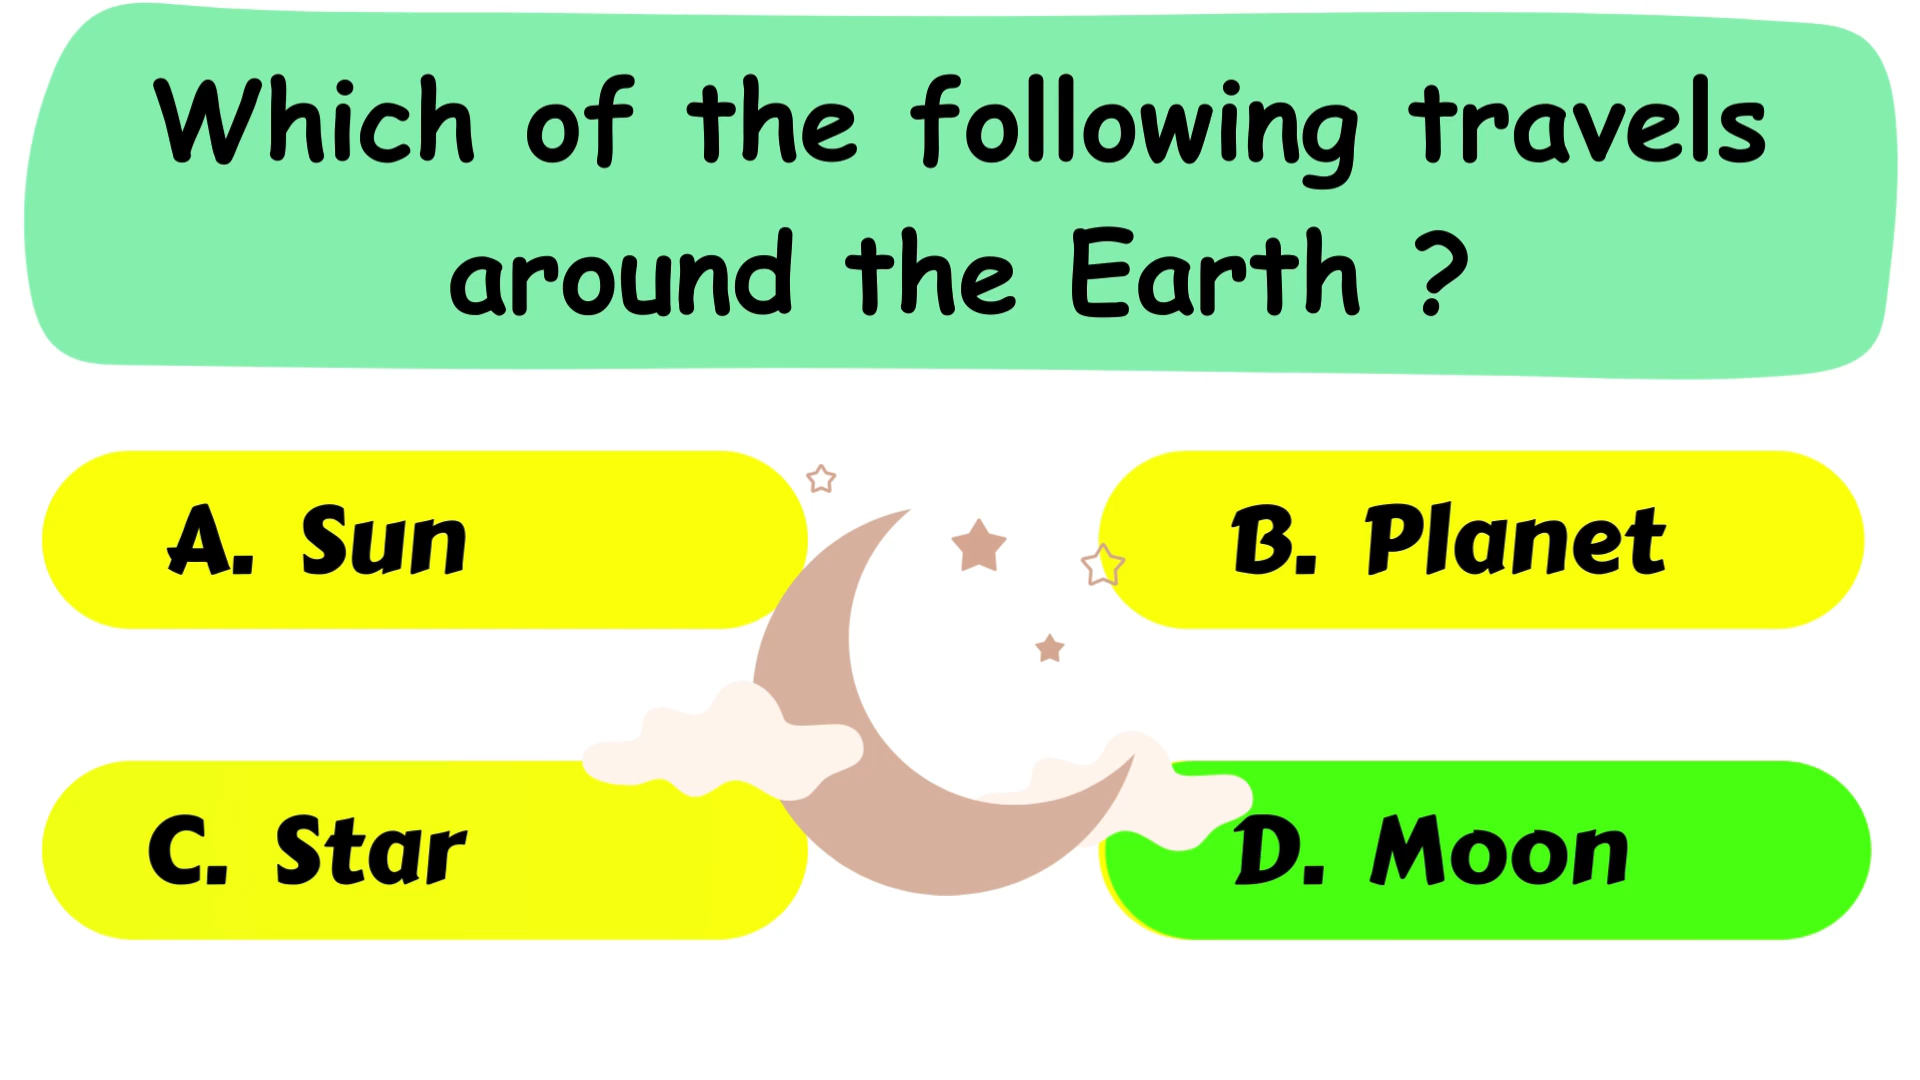 Which of the following travels
around the Earth ?
A. Sun
B. Planet
C. Star
D. Moon